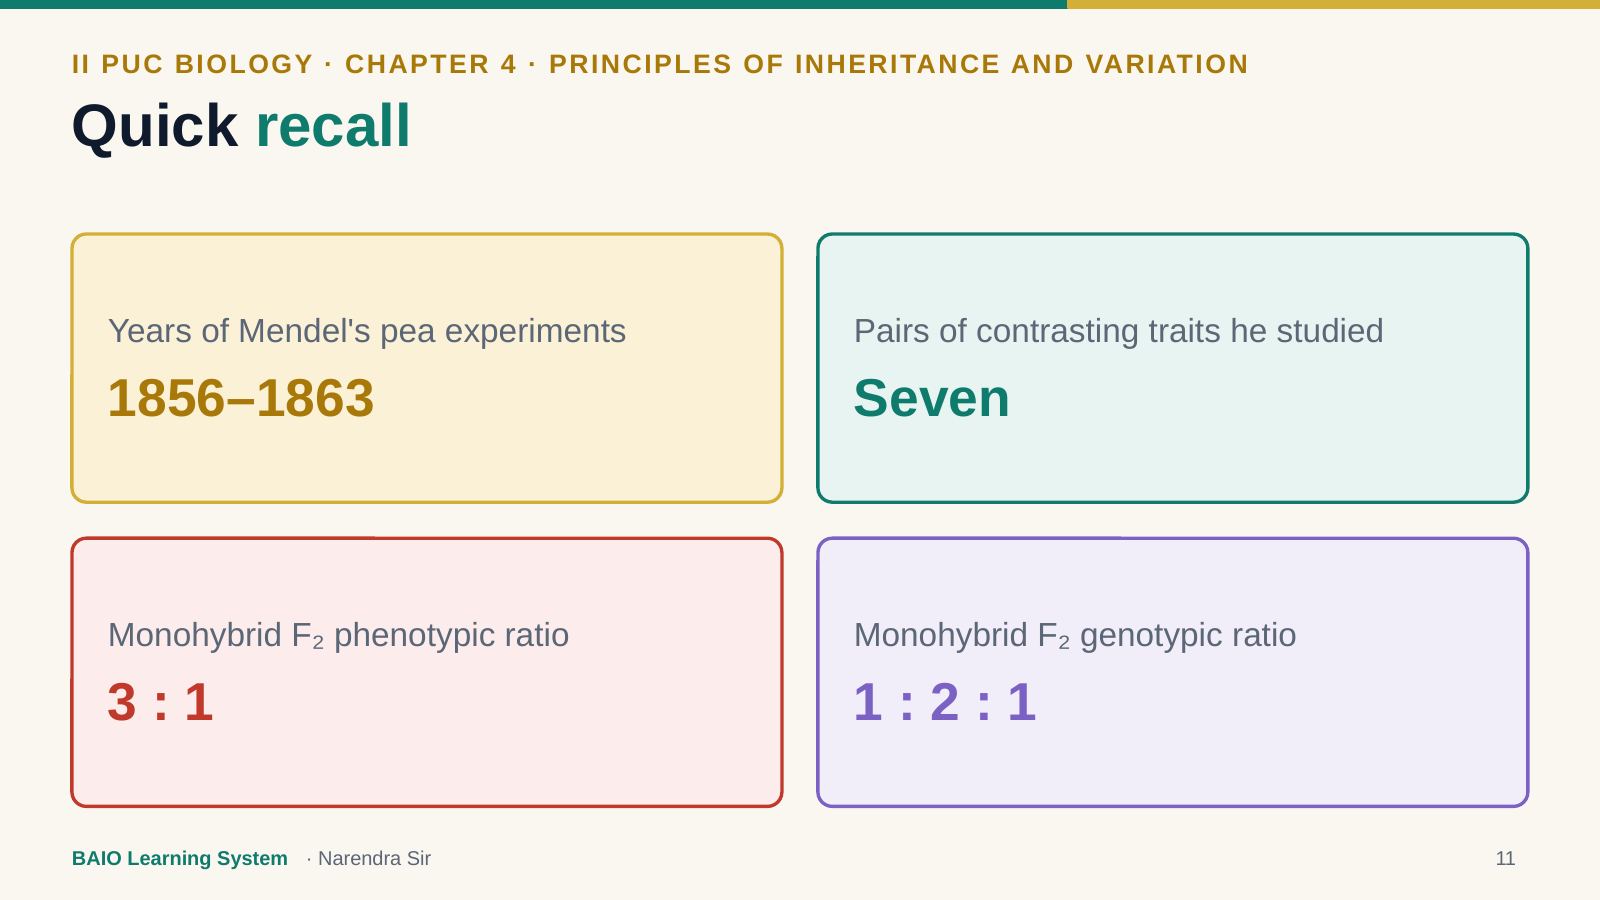 II PUC BIOLOGY · CHAPTER 4 · PRINCIPLES OF INHERITANCE AND VARIATION
Quick recall
Years of Mendel's pea experiments
1856–1863
Pairs of contrasting traits he studied
Seven
Monohybrid F₂ phenotypic ratio
3 : 1
Monohybrid F₂ genotypic ratio
1 : 2 : 1
BAIO Learning System · Narendra Sir
11